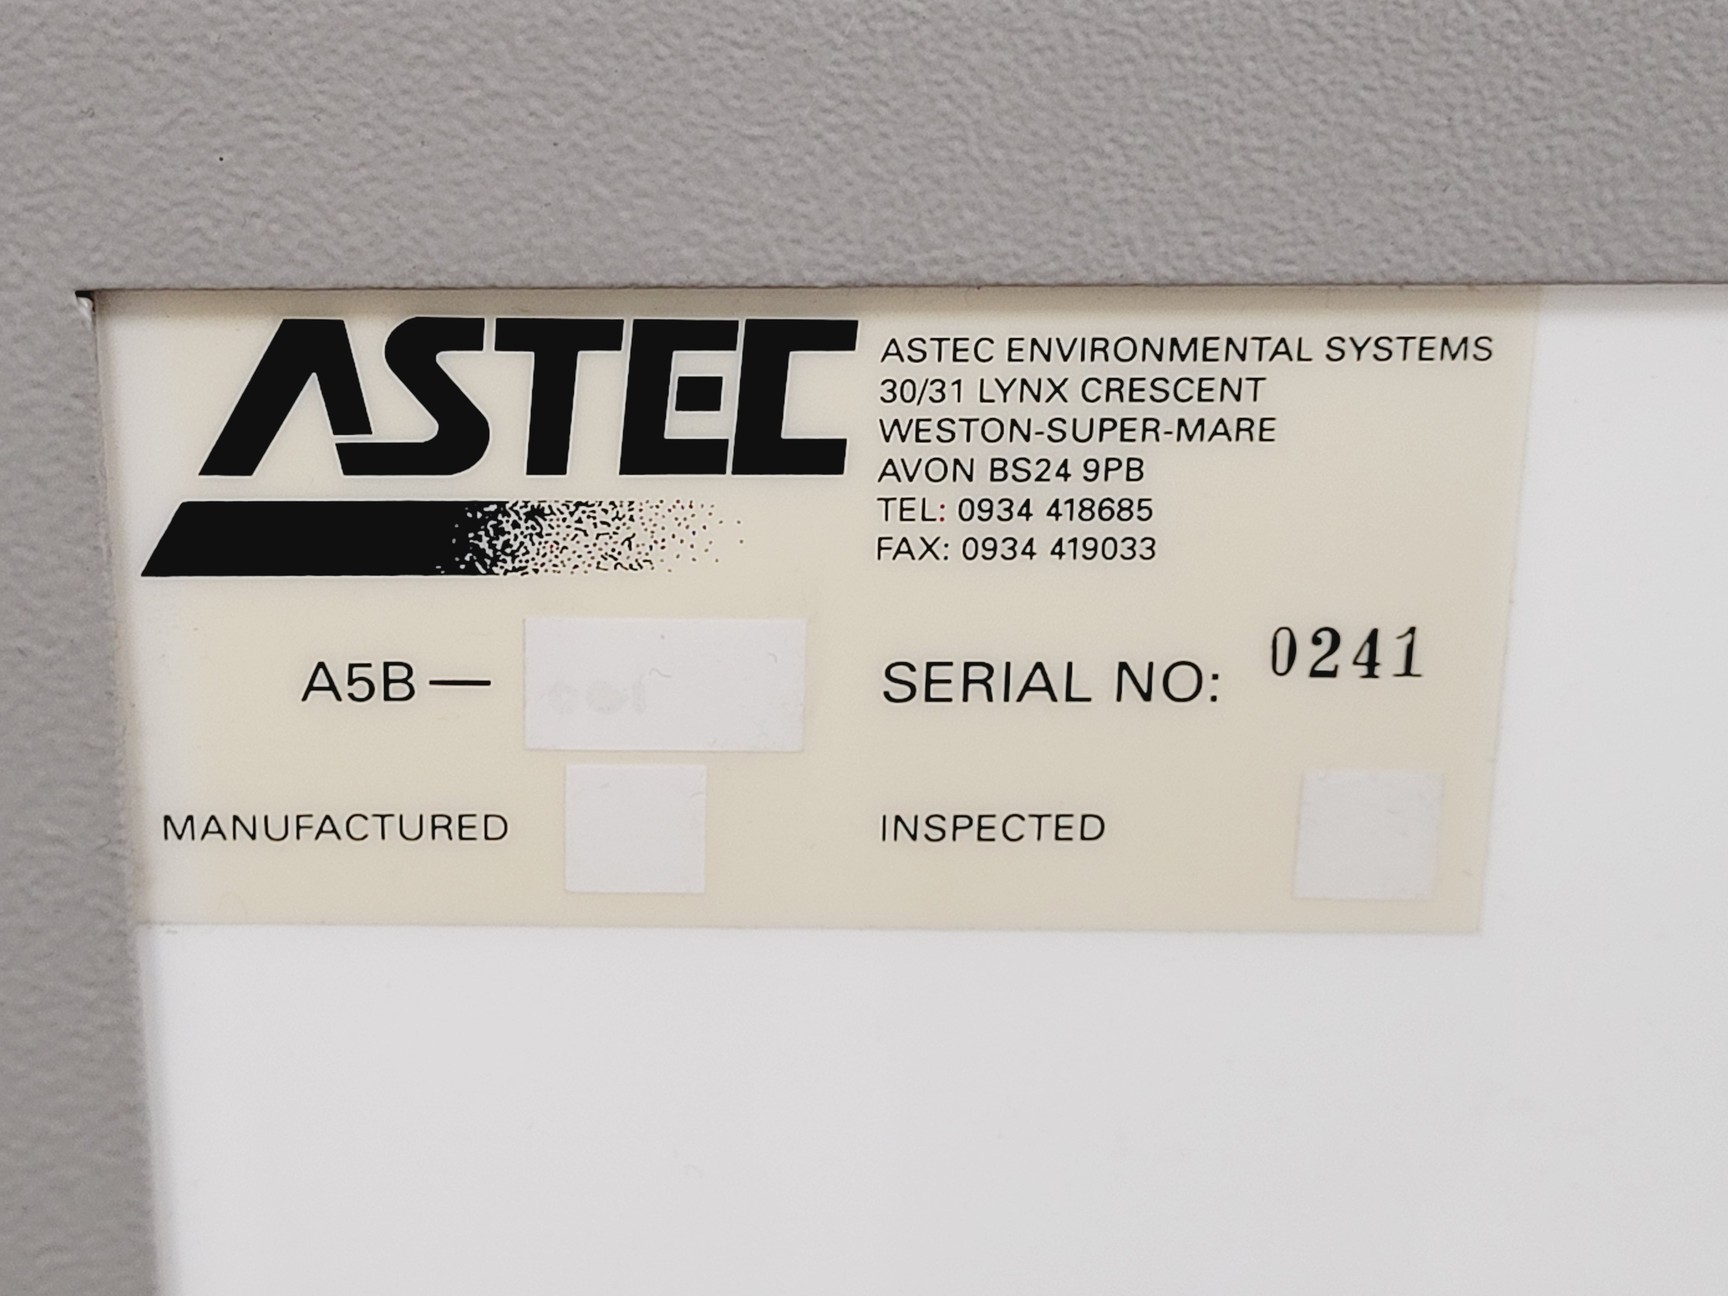 ASTEC
ASTEC ENVIRONMENTAL SYSTEMS
30/31 LYNX CRESCENT
WESTON-SUPER-MARE
AVON BS24 9PB
TEL: 0934 418685
FAX: 0934 419033
A5B—
SERIAL NO: 0241
MANUFACTURED
INSPECTED